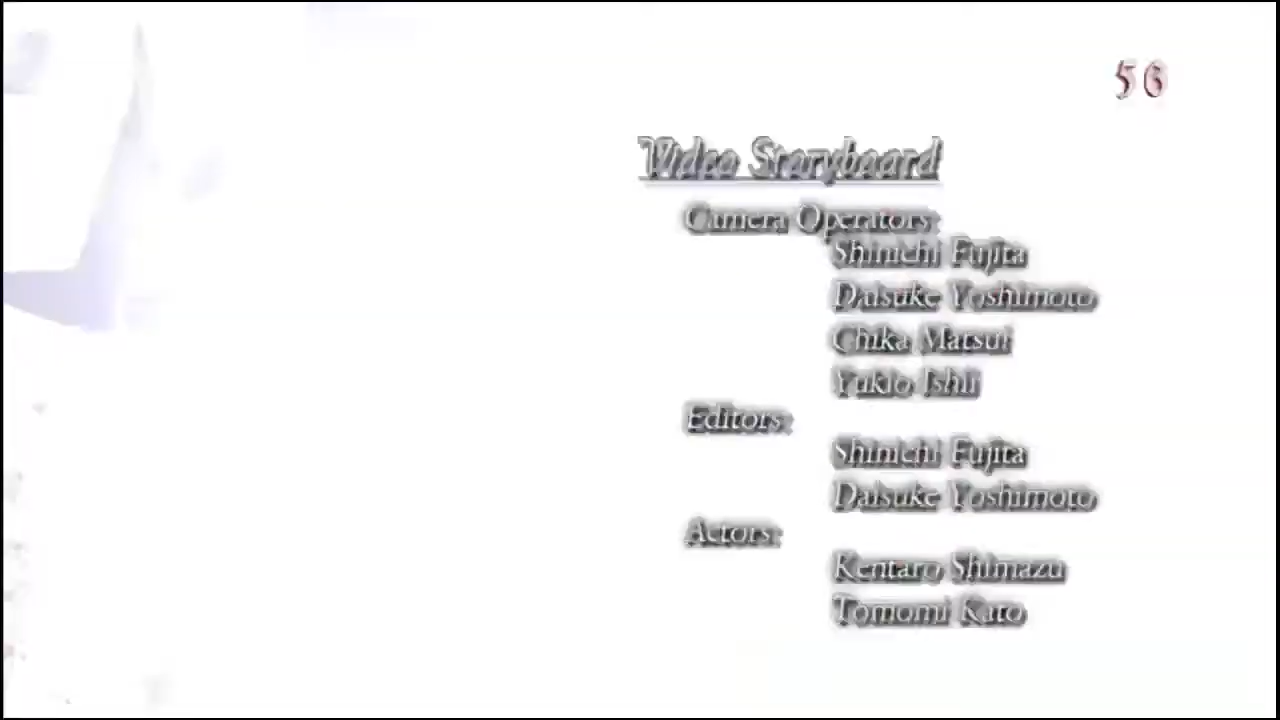 56
Video Storyboard
Camera Operators:
Shinichi Fujita
Daisuke Yoshimoto
Chika Matsui
Yukio Ishii
Editors:
Shinichi Fujita
Daisuke Yoshimoto
Actors:
Kentaro Shimazu
Tomomi Kato